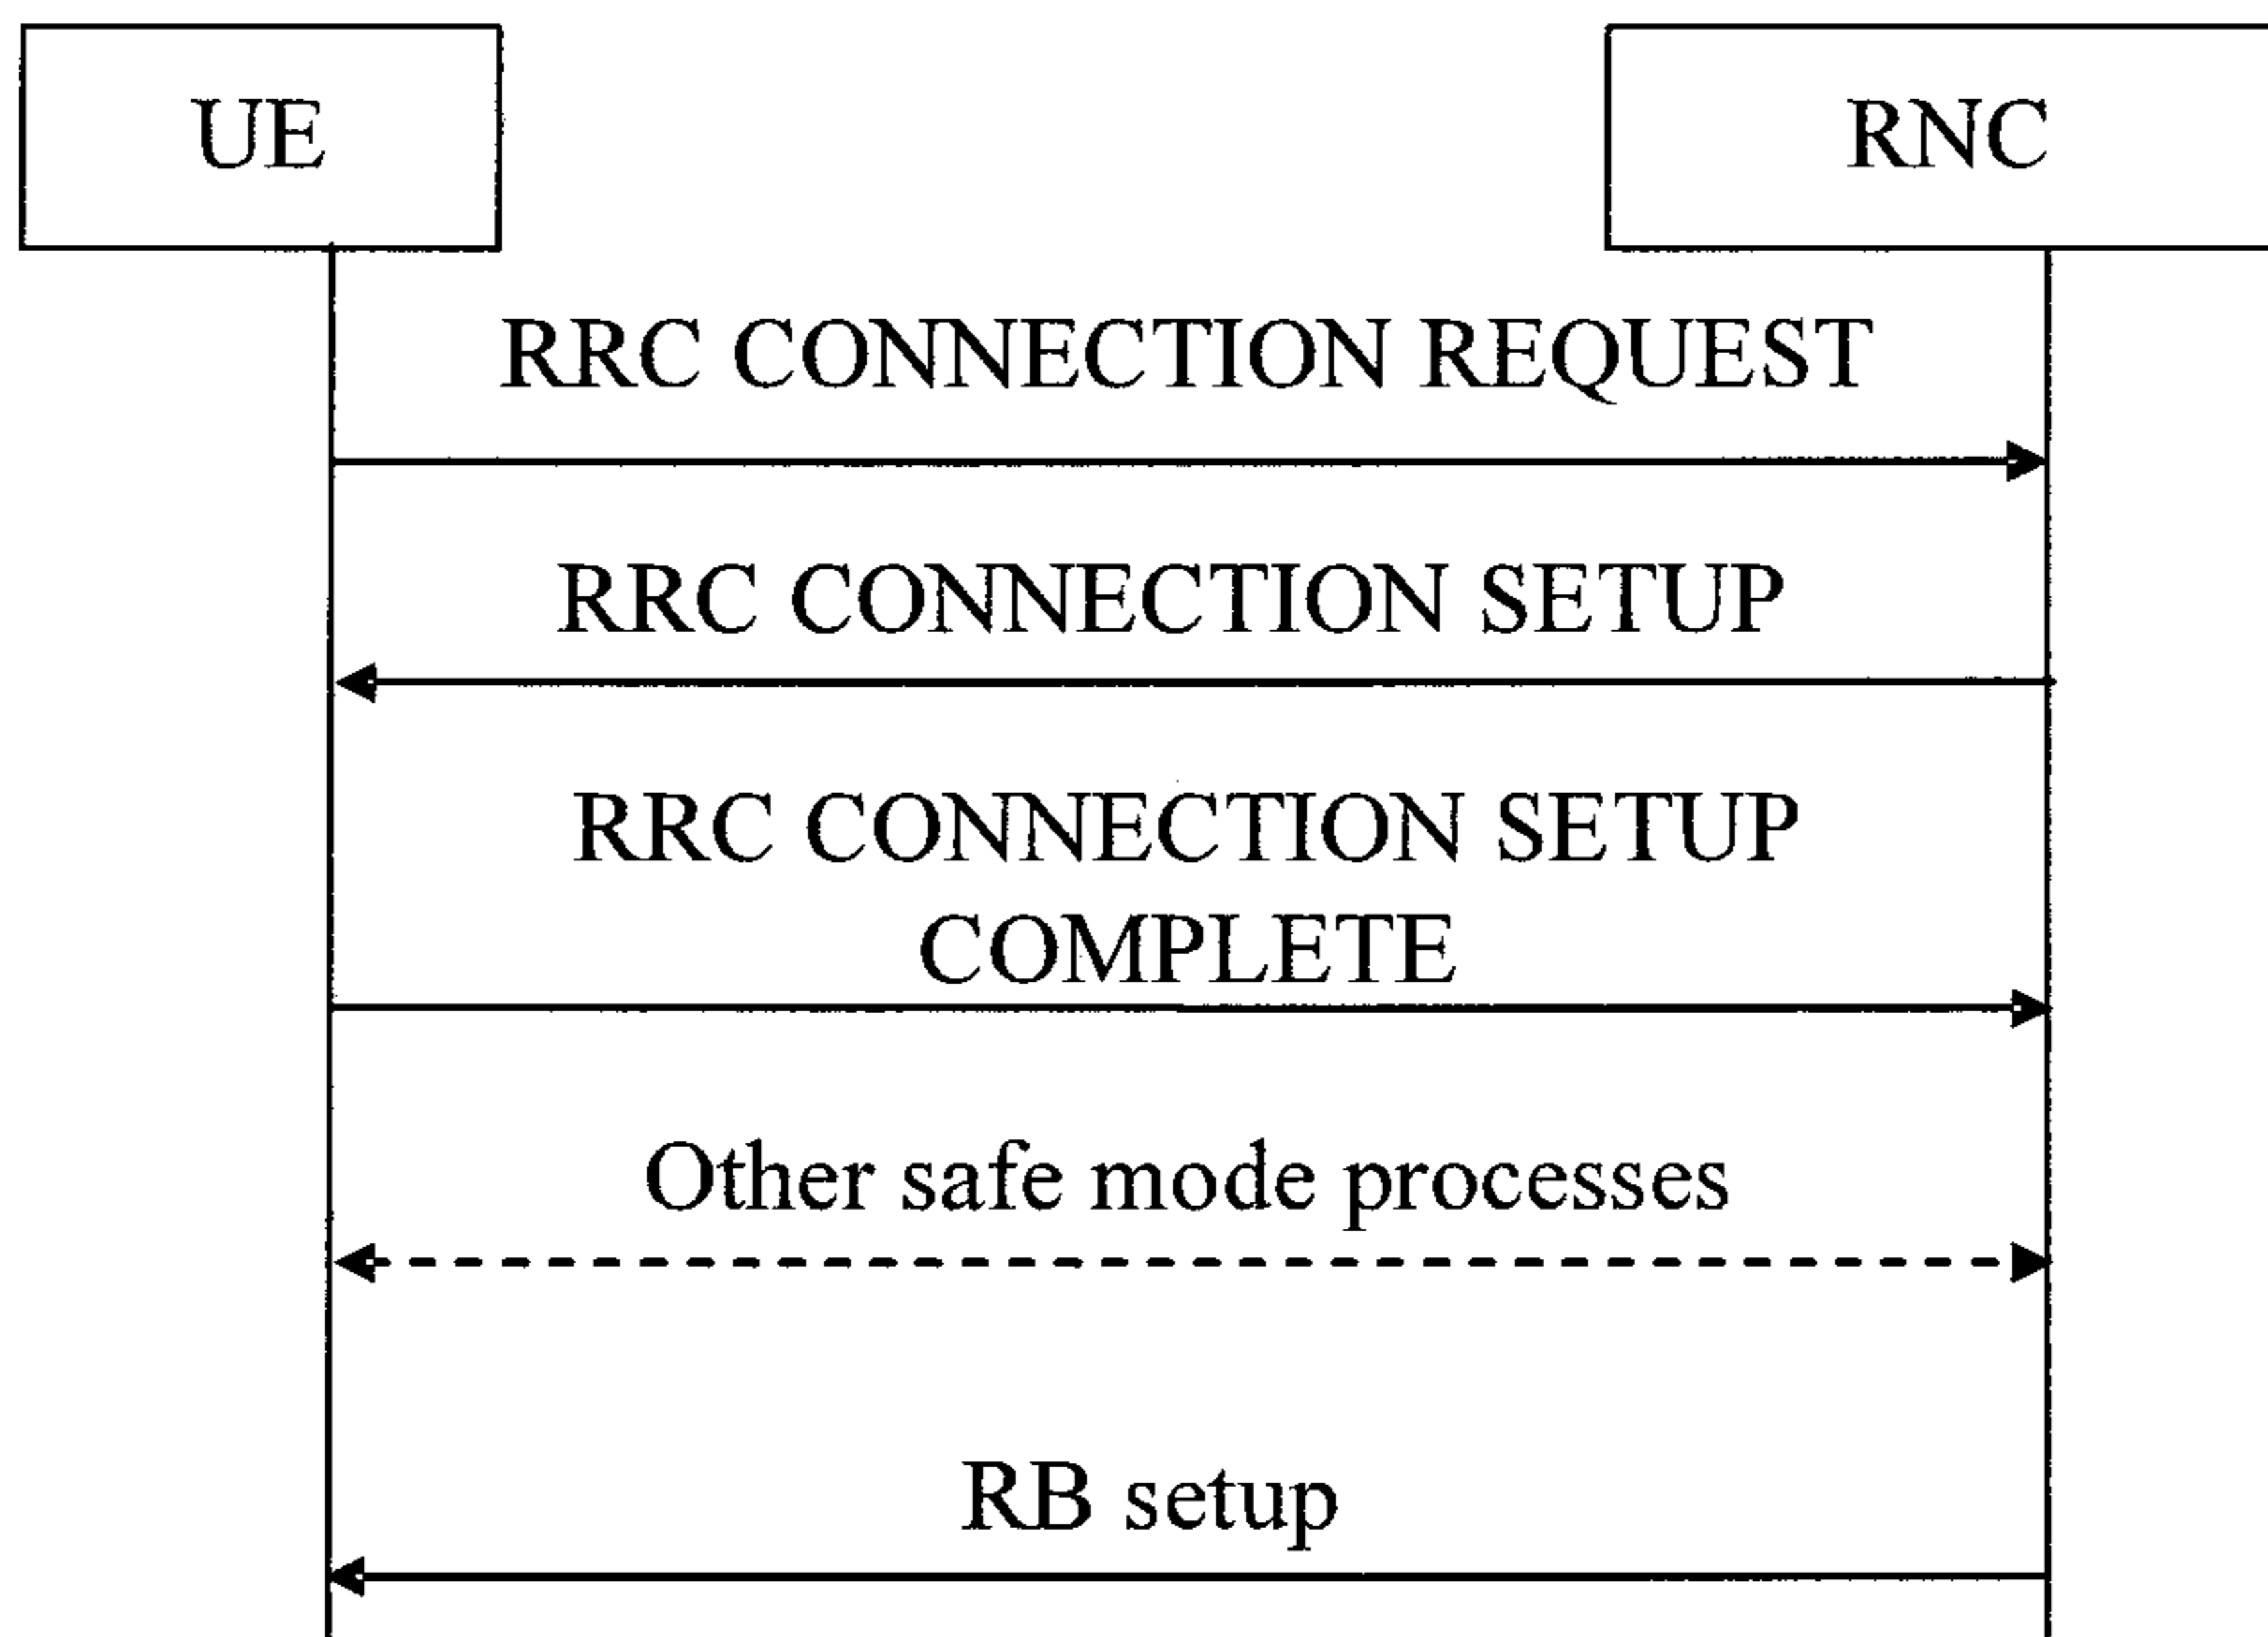 UE
RNC
RRC CONNECTION REQUEST
RRC CONNECTION SETUP
RRC CONNECTION SETUP
COMPLETE
Other safe mode processes
RB setup